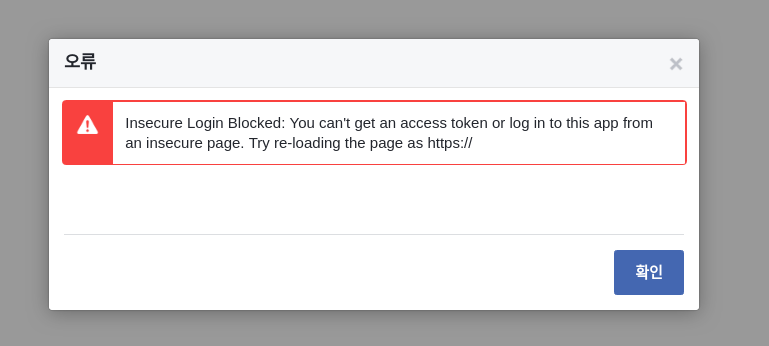 오류
Insecure Login Blocked: You can't get an access token or log in to this app from
an insecure page. Try re-loading the page as https://
확인